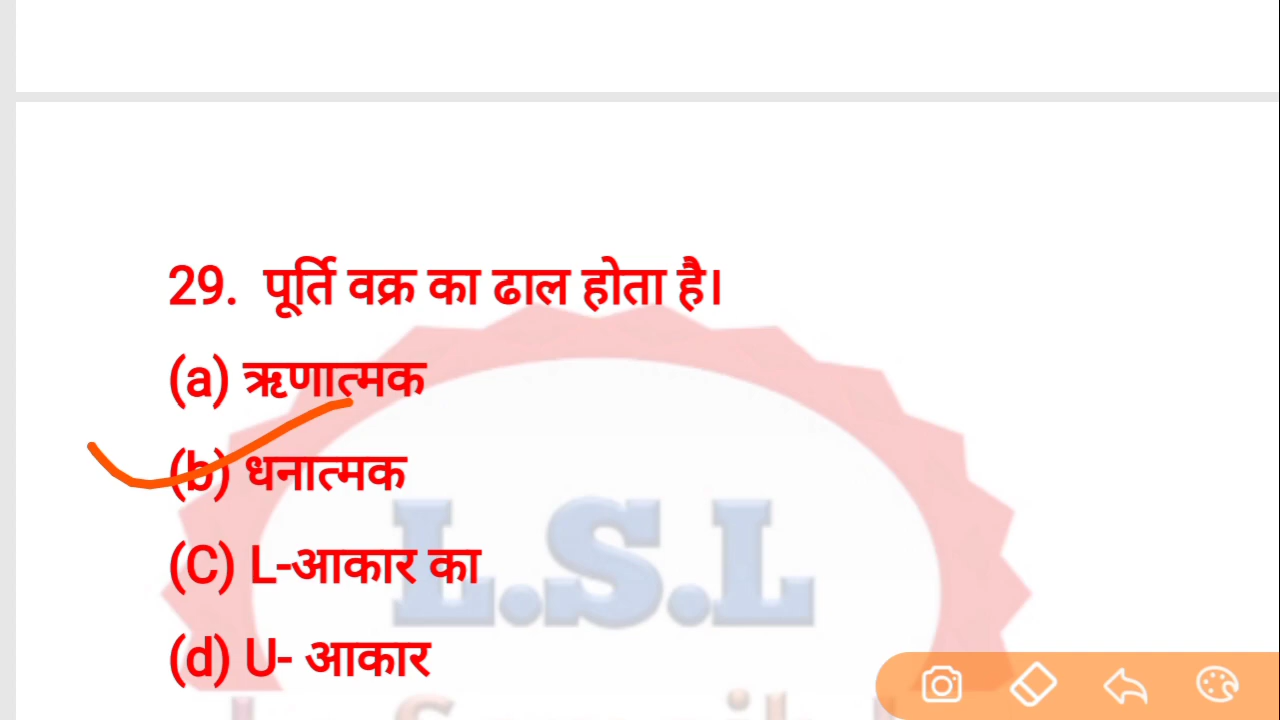 29. पूर्ति वक्र का ढाल होता है।
(a) ऋणात्मक
(b) धनात्मक
(C) L-आकार का
(d) U- आकार
L.S.L